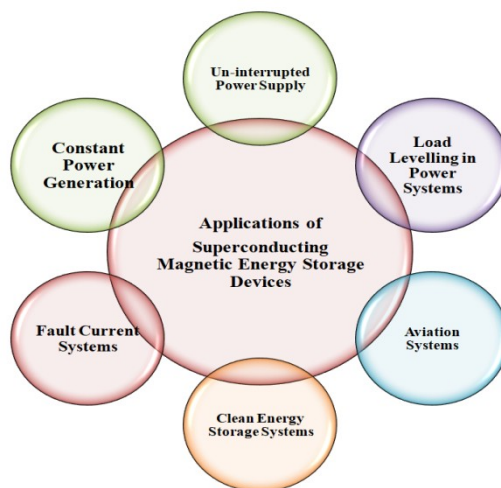 Un-interrupted
Power Supply
Constant
Power
Generation
Load
Levelling in
Power
Systems
Applications of
Superconducting
Magnetic Energy Storage
Devices
Fault Current
Systems
Aviation
Systems
Clean Energy
Storage Systems